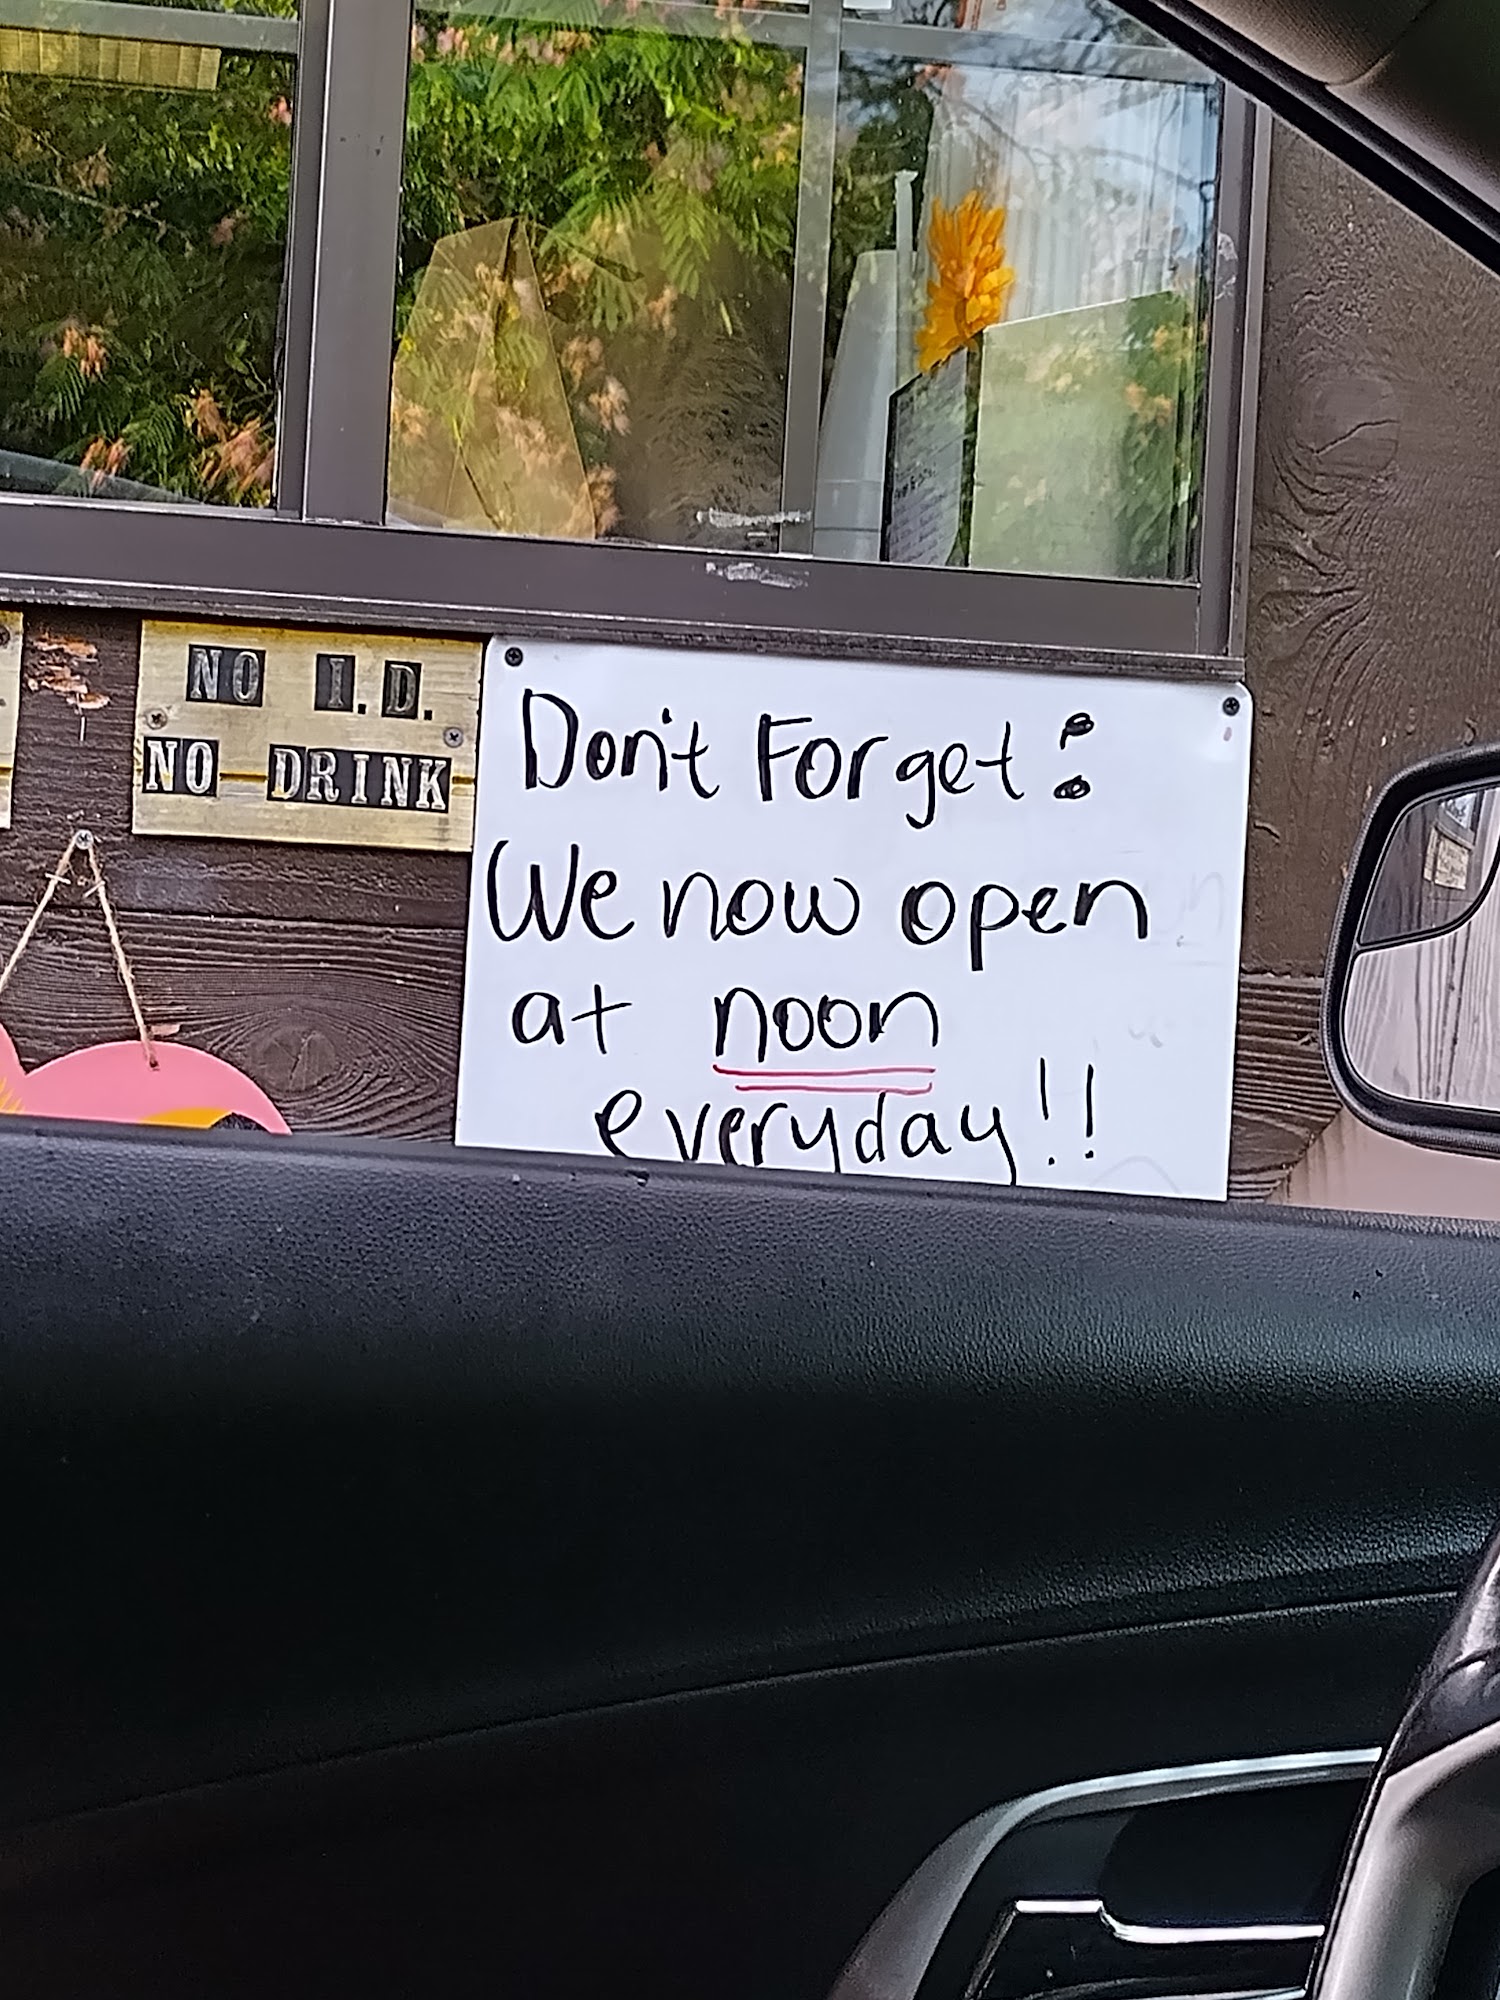 NO I.D.
NO DRINK
Don't Forget:
We now open
at noon
everyday!!